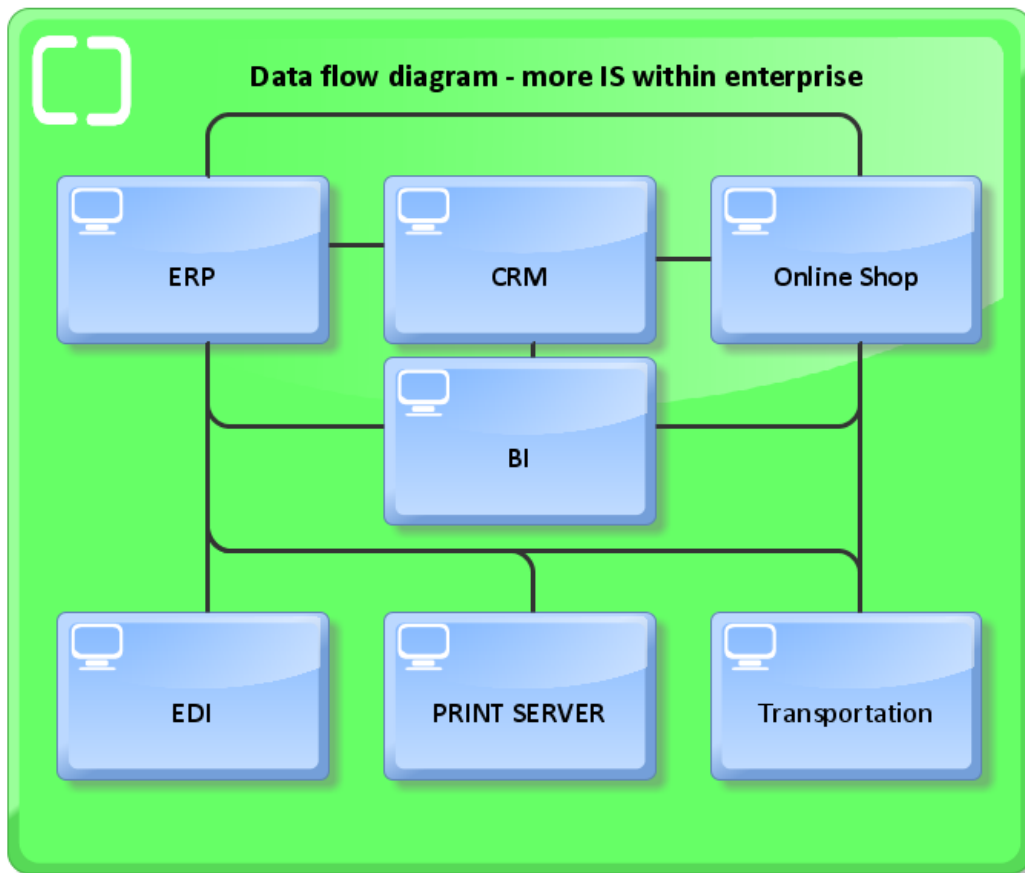 Data flow diagram - more IS within enterprise
ERP
CRM
Online Shop
BI
EDI
PRINT SERVER
Transportation